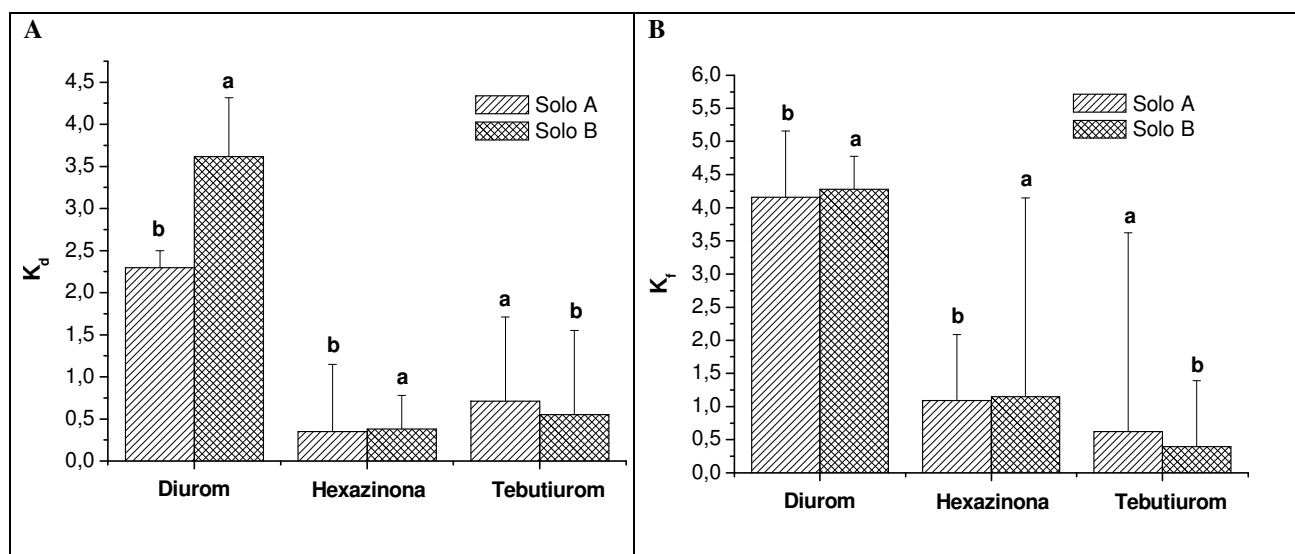 A
4,5
4,0
3,5
3,0
2,5
2,0
1,5
1,0
0,5
0,0
Kd
a
b
b
a
a
b
Solo A
Solo B
Diurom
Hexazinona
Tebutiurom
B
6,0
5,5
5,0
4,5
4,0
3,5
3,0
2,5
2,0
1,5
1,0
0,5
0,0
Kf
b
a
b
a
a
b
Solo A
Solo B
Diurom
Hexazinona
Tebutiurom